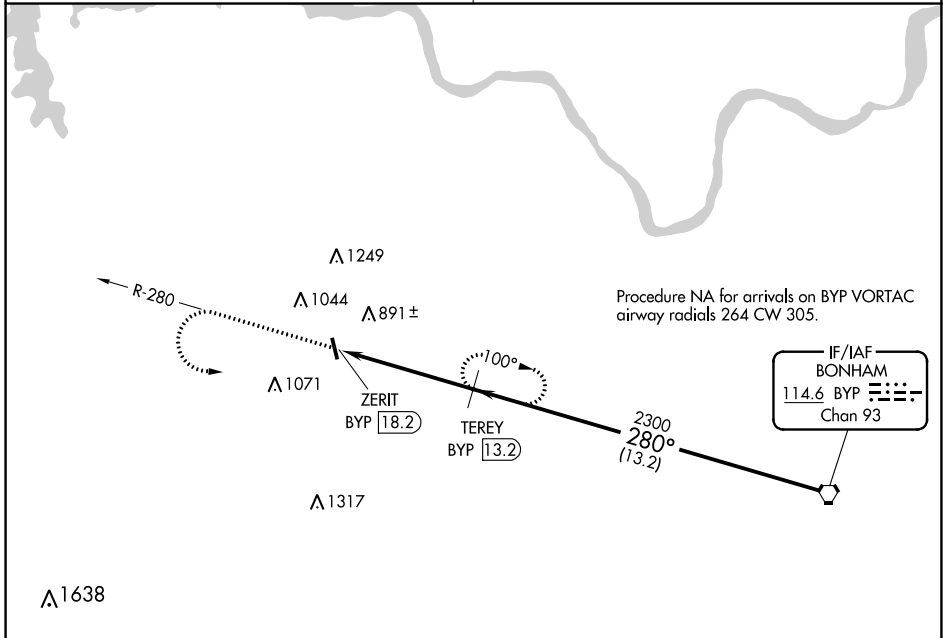 1249
R-280
1044
891 ±
Procedure NA for arrivals on BYP VORTAC
airway radials 264 CW 305.
100°
IF/IAF
BONHAM
114.6 BYP
Chan 93
1071
ZERIT
BYP 18.2
TEREY
BYP 13.2
2300
280°
(13.2)
1317
1638